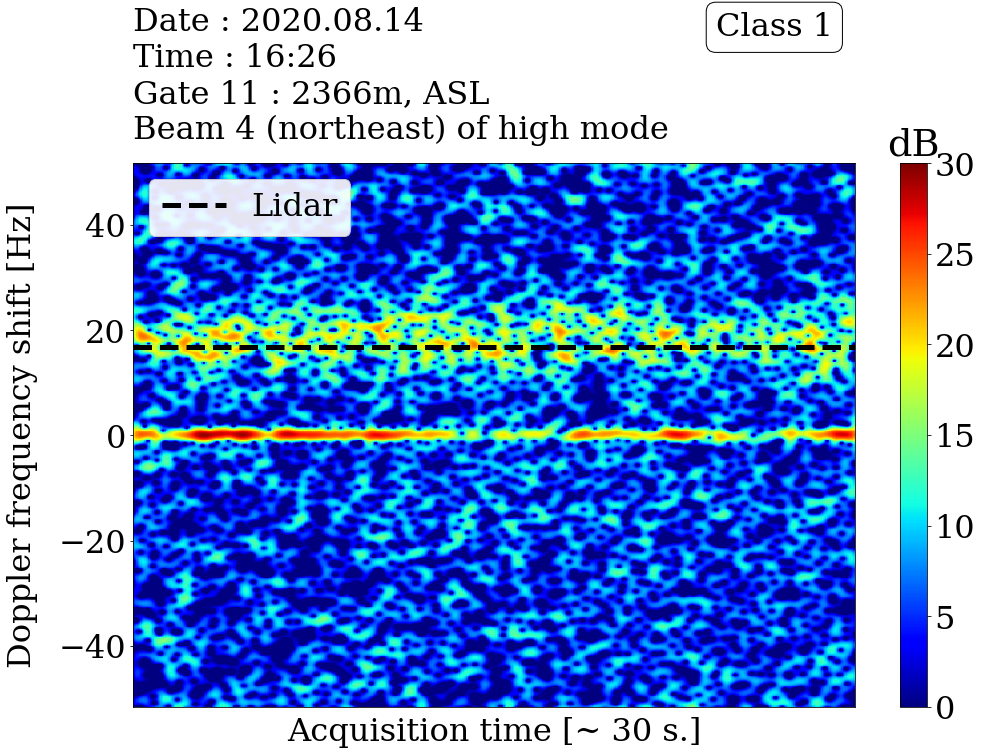 Date : 2020.08.14
Time : 16:26
Gate 11 : 2366m, ASL
Beam 4 (northeast) of high mode
Class 1
dB
Lidar
Doppler frequency shift [Hz]
40
20
0
−20
−40
Acquisition time [~ 30 s.]
30
25
20
15
10
5
0